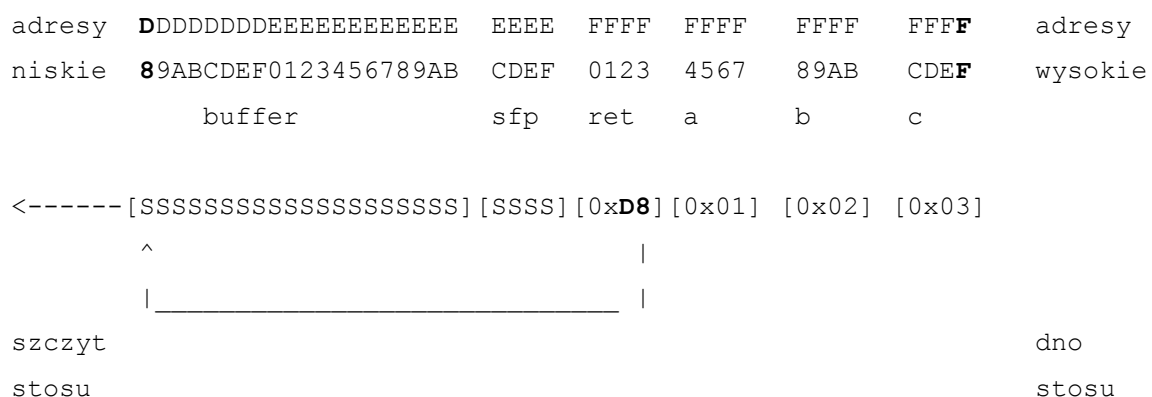 adresy DDDDDDDDEEEEEEEEEEEE EEEE FFFF FFFF FFFF FFFF adresy
niskie 89ABCDEF0123456789AB CDEF 0123 4567 89AB CDEF wysokie
buffer sfp ret a b c
<------[SSSSSSSSSSSSSSSSSSSS][SSSS][0xD8][0x01] [0x02] [0x03]
^ |
|_____________________________ |
szczyt dno
stosu stosu